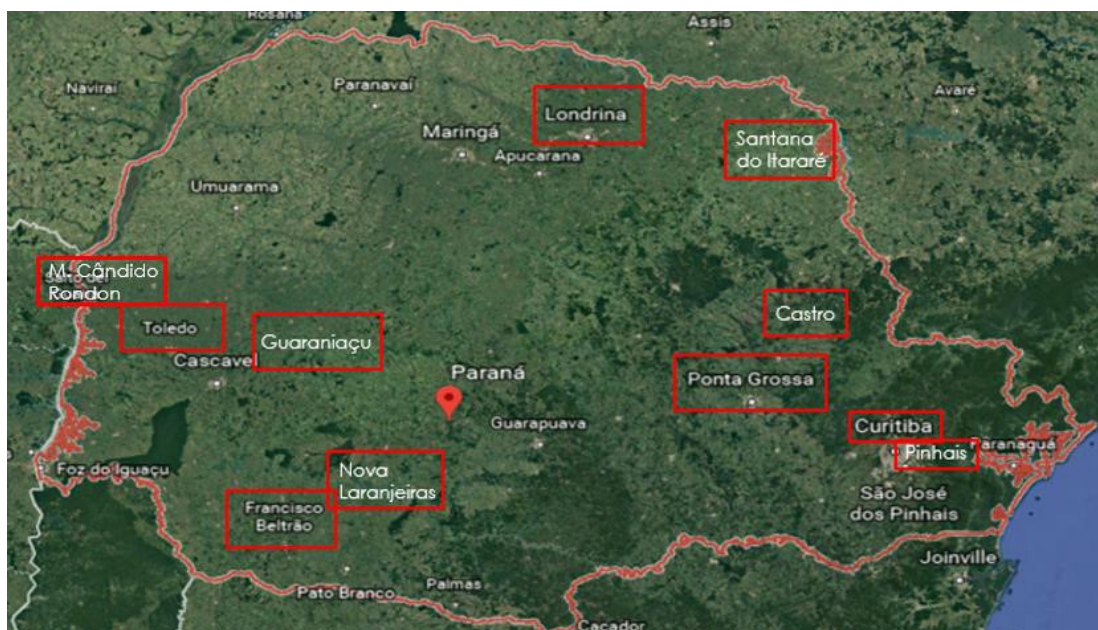 Rosana
Assis
Naviraí
Paranavaí
Avaré
Londrina
Maringá
Santana
do Itararé
Apucarana
Umuarama
M. Cândido
Salto del
Rondon
Castro
Toledo
Guaraniaçu
Cascavel
Paraná
Ponta Grossa
Guarapuava
Curitiba
Paranaguá
Pinhais
Foz do Iguaçu
Nova
Laranjeiras
São José
dos Pinhais
Francisco
Beltrão
Joinville
Palmas
Pato Branco
Caçador